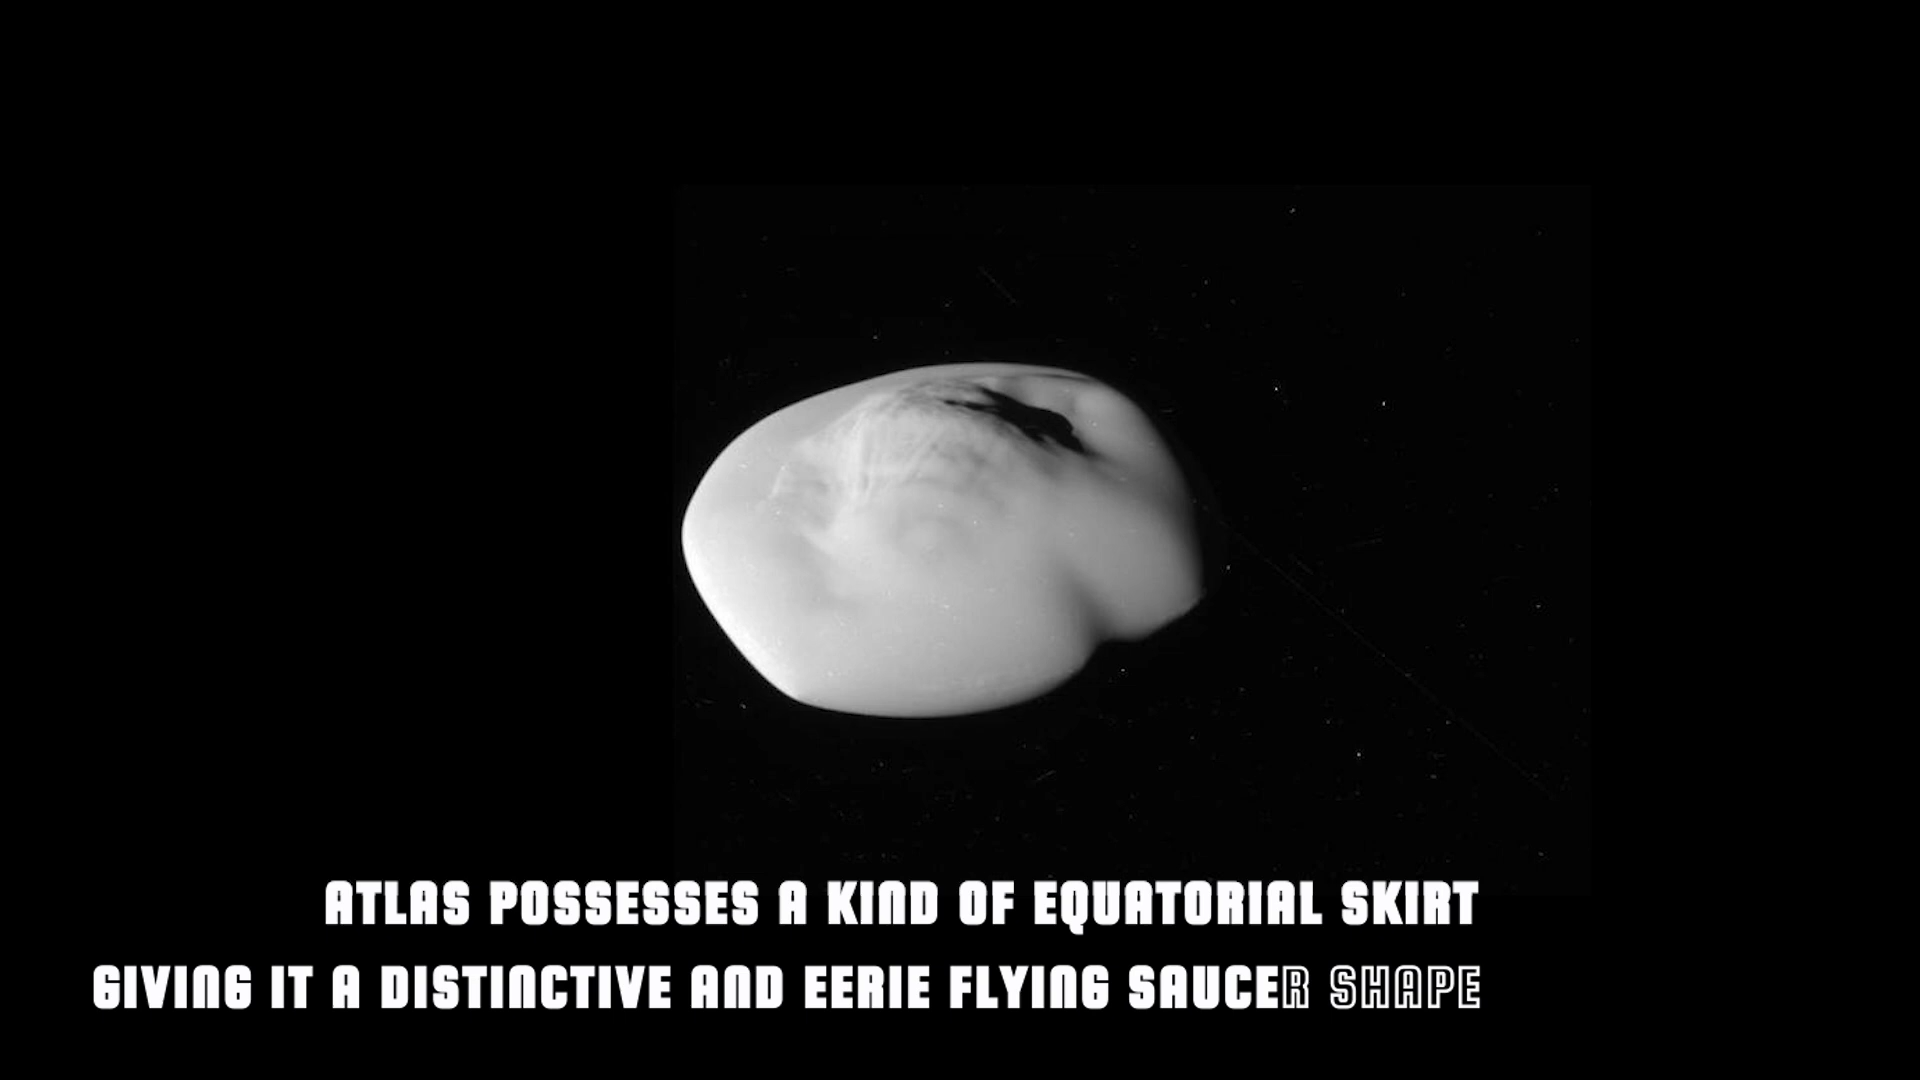 ATLAS POSSESSES A KIND OF EQUATORIAL SKIRT
GIVING IT A DISTINCTIVE AND EERIE FLYING SAUCER SHAPE